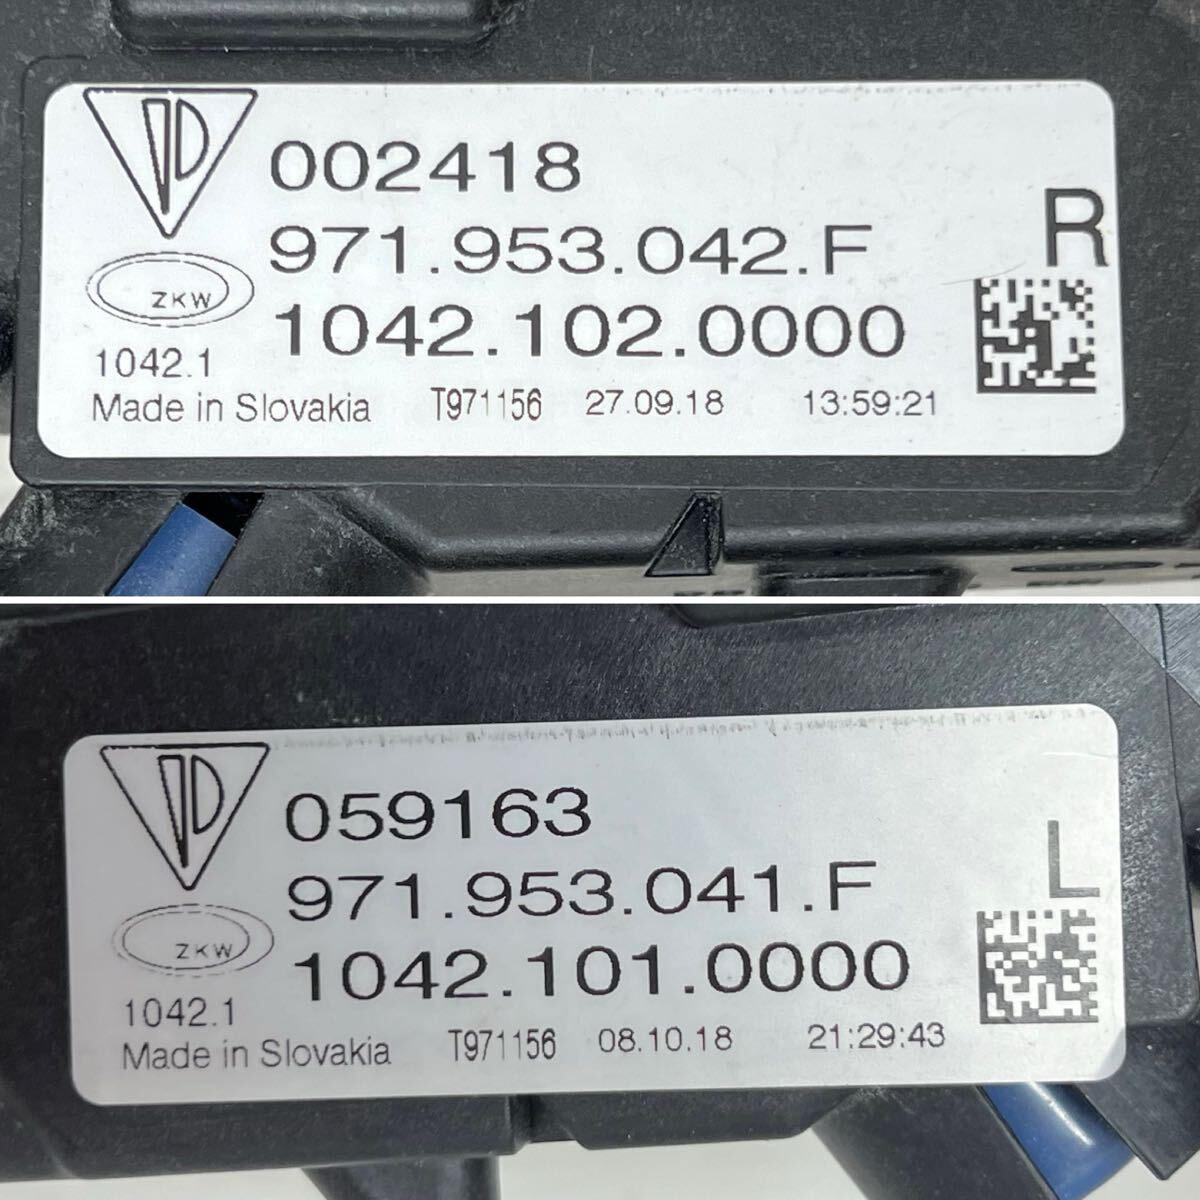 002418
971.953.042.F
R
ZKW
1042.102.0000
1042.1
Made in Slovakia T971156 27.09.18 13:59:21
059163
971.953.041.F
L
ZKW
1042.101.0000
1042.1
Made in Slovakia T971156 08.10.18 21:29:43